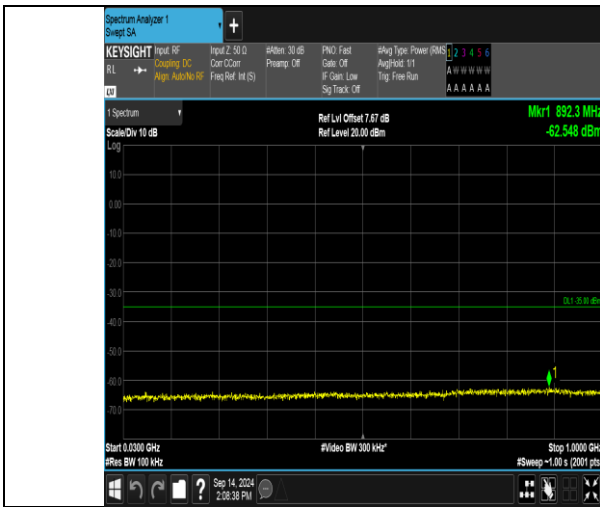 Spectrum Analyzer 1
Swept SA
+
KEYSIGHT Input: RF Input Z: 50 Ω #Atten: 30 dB PNO: Fast #Avg Type: Power (RMS 1 2 3 4 5 6
RL Coupling: DC Corr CCorr Preamp: Off Gate: Off Avg|Hold: 1/1 A W W W W W
Align: Auto/No RF Freq Ref: Int (S) IF Gain: Low Trig: Free Run
LXI Sig Track: Off A A A A A A
1 Spectrum Ref Lvl Offset 7.67 dB Mkr1 892.3 MHz
Scale/Div 10 dB Ref Level 20.00 dBm -62.548 dBm
Log
10.0
0.00
-10.0
-20.0
-30.0
DL1 -35.00 dBm
-40.0
-50.0
1
-60.0
-70.0
Start 0.0300 GHz #Video BW 300 kHz* Stop 1.0000 GHz
#Res BW 100 kHz #Sweep ~1.00 s (2001 pts
? Sep 14, 2024
2:08:38 PM